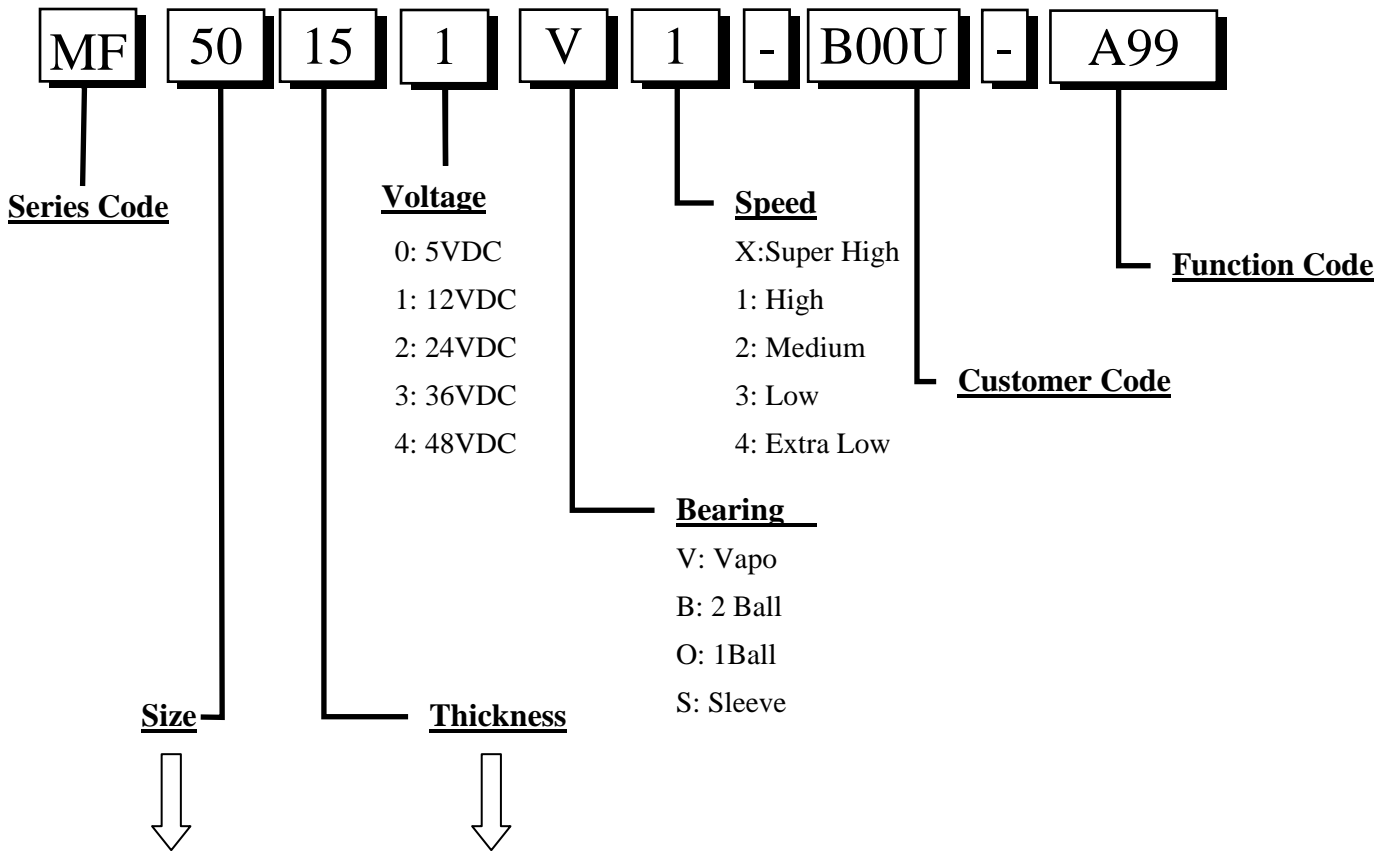 MF 50 15 1 V 1 - B00U - A99
Series Code
Voltage
0: 5VDC
1: 12VDC
2: 24VDC
3: 36VDC
4: 48VDC
Speed
X:Super High
1: High
2: Medium
3: Low
4: Extra Low
Function Code
Customer Code
Bearing
V: Vapo
B: 2 Ball
O: 1Ball
S: Sleeve
Size
Thickness